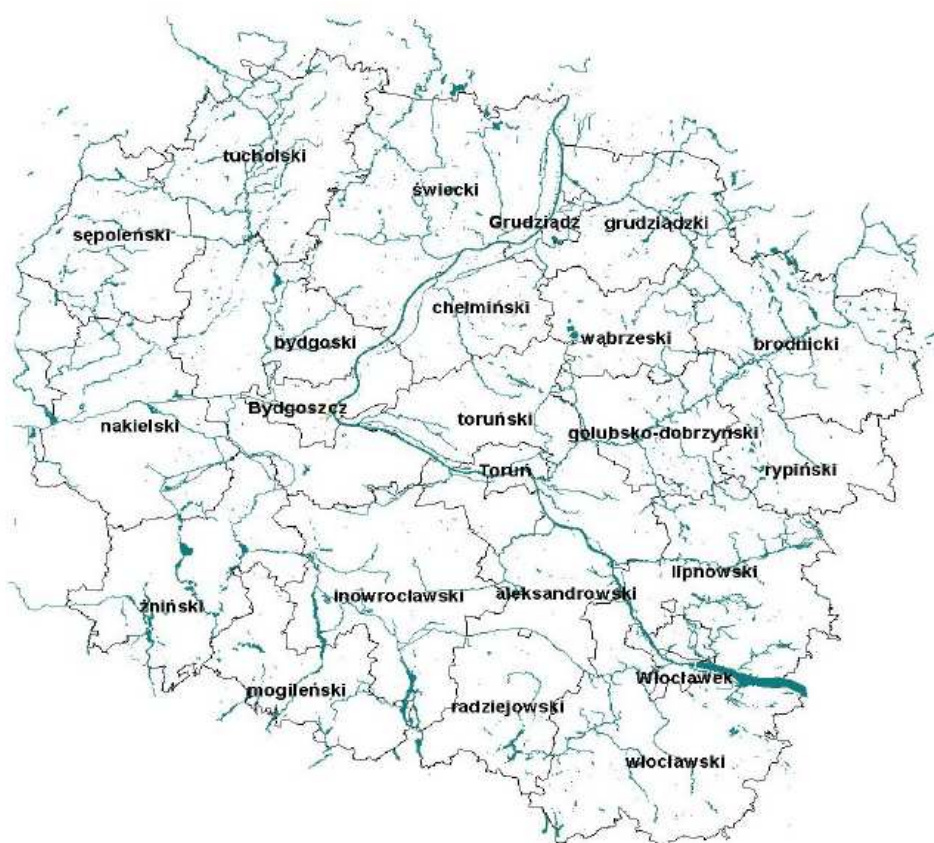 tucholski
świecki
Grudziądz
grudziądzki
sępoleński
chełmiński
bydgoski
wąbrzeski
brodnicki
Bydgoszcz
nakielski
toruński
golubsko-dobrzyński
Toruń
rypiński
lipnowski
żniński
inowrocławski
aleksandrowski
Włocławek
mogileński
radziejowski
włocławski